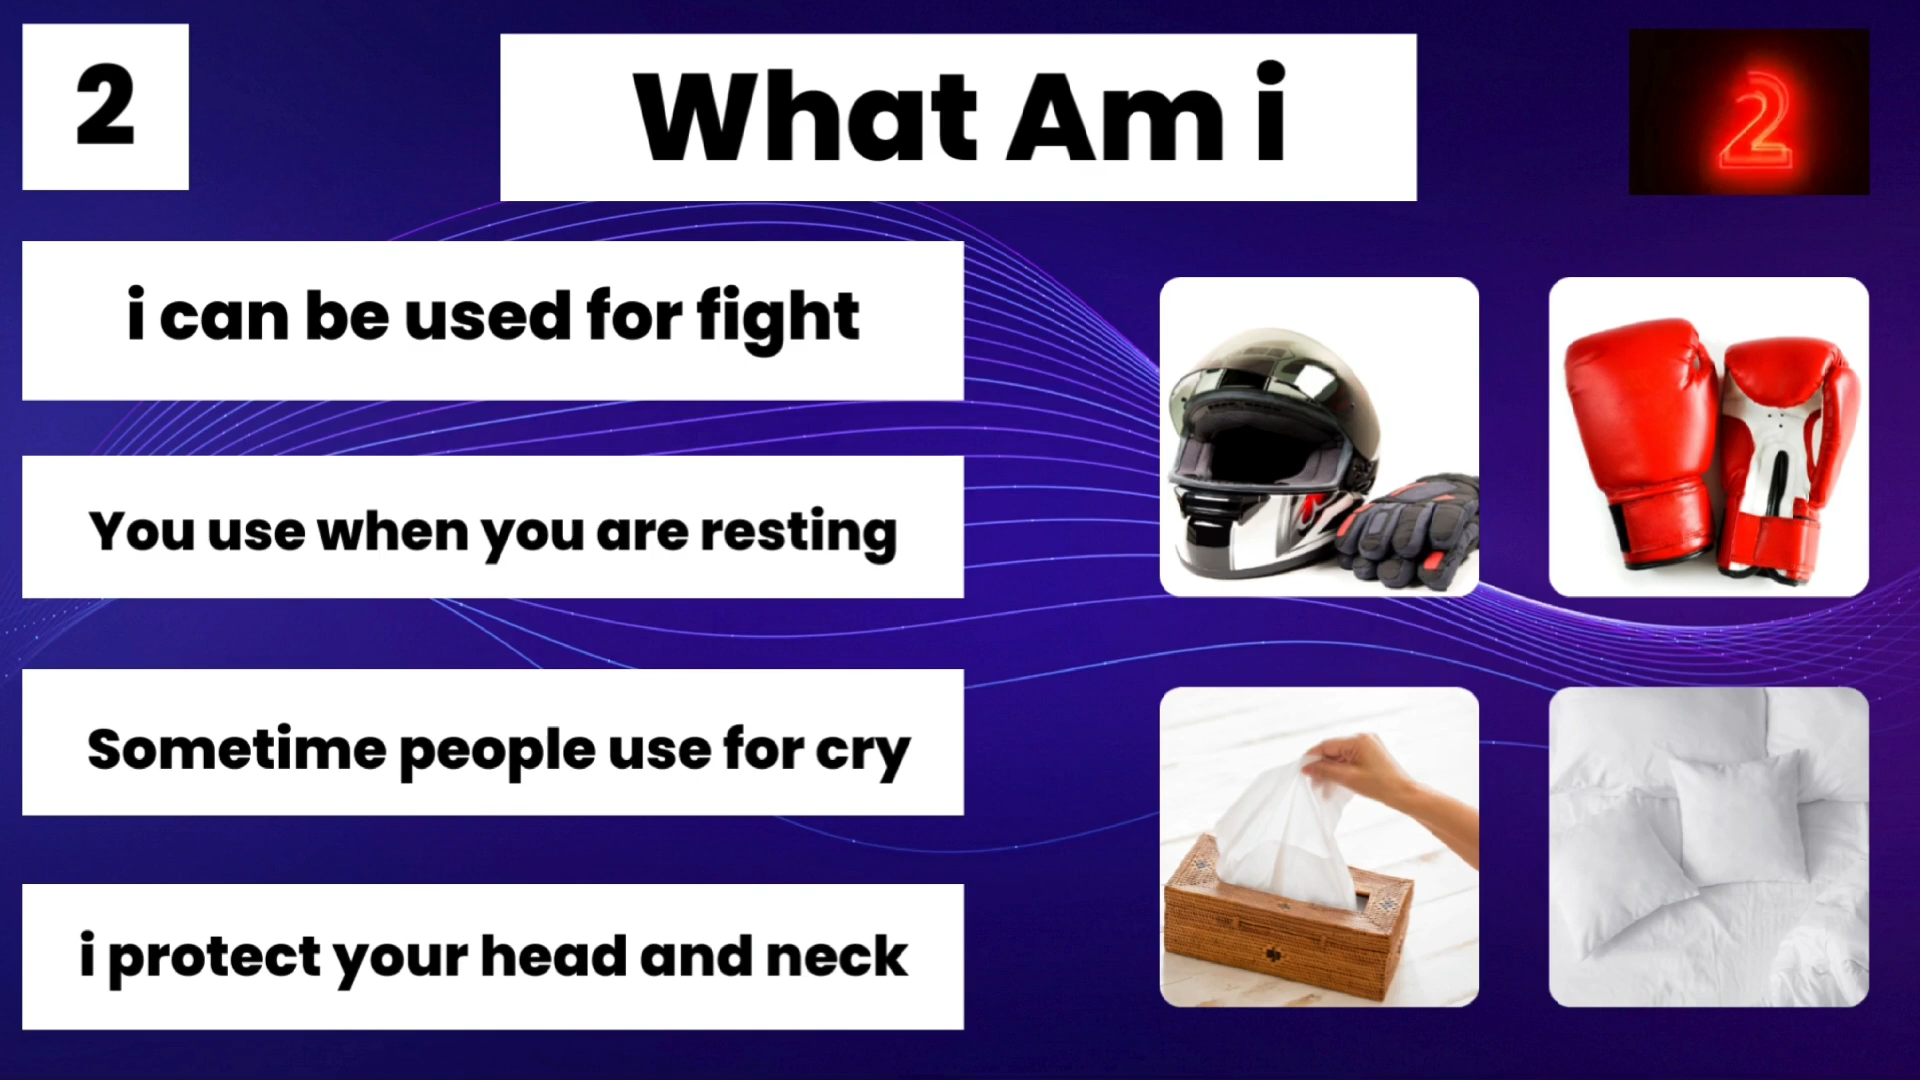 2
What Am i
2
i can be used for fight
You use when you are resting
Sometime people use for cry
i protect your head and neck